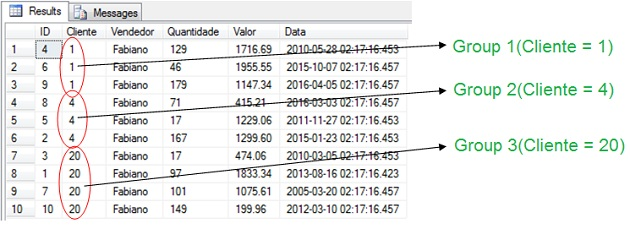 Results Messages
ID Cliente Vendedor Quantidade Valor Data
1 4 1 Fabiano 129 1716.69 2010-05-28 02:17:16.453
2 6 1 Fabiano 46 1955.55 2015-10-07 02:17:16.457
3 9 1 Fabiano 179 1147.34 2016-04-05 02:17:16.457
4 8 4 Fabiano 71 415.21 2016-03-03 02:17:16.457
5 5 4 Fabiano 17 1229.06 2011-11-27 02:17:16.453
6 2 4 Fabiano 167 1299.60 2015-01-23 02:17:16.453
7 3 20 Fabiano 17 474.06 2010-03-05 02:17:16.453
8 1 20 Fabiano 97 1833.34 2013-08-16 02:17:16.423
9 7 20 Fabiano 101 1075.61 2005-03-20 02:17:16.457
10 10 20 Fabiano 149 199.96 2012-03-10 02:17:16.457
Group 1(Cliente = 1)
Group 2(Cliente = 4)
Group 3(Cliente = 20)